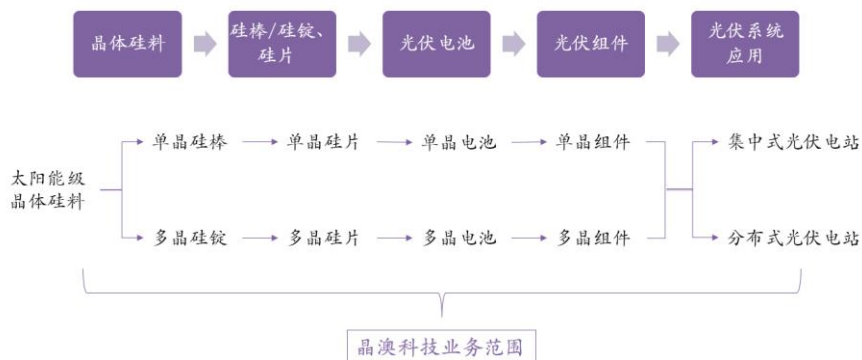 晶体硅料
硅棒/硅锭、
硅片
光伏电池
光伏组件
光伏系统
应用
单晶硅棒
单晶硅片
单晶电池
单晶组件
集中式光伏电站
太阳能级
晶体硅料
多晶硅锭
多晶硅片
多晶电池
多晶组件
分布式光伏电站
晶澳科技业务范围